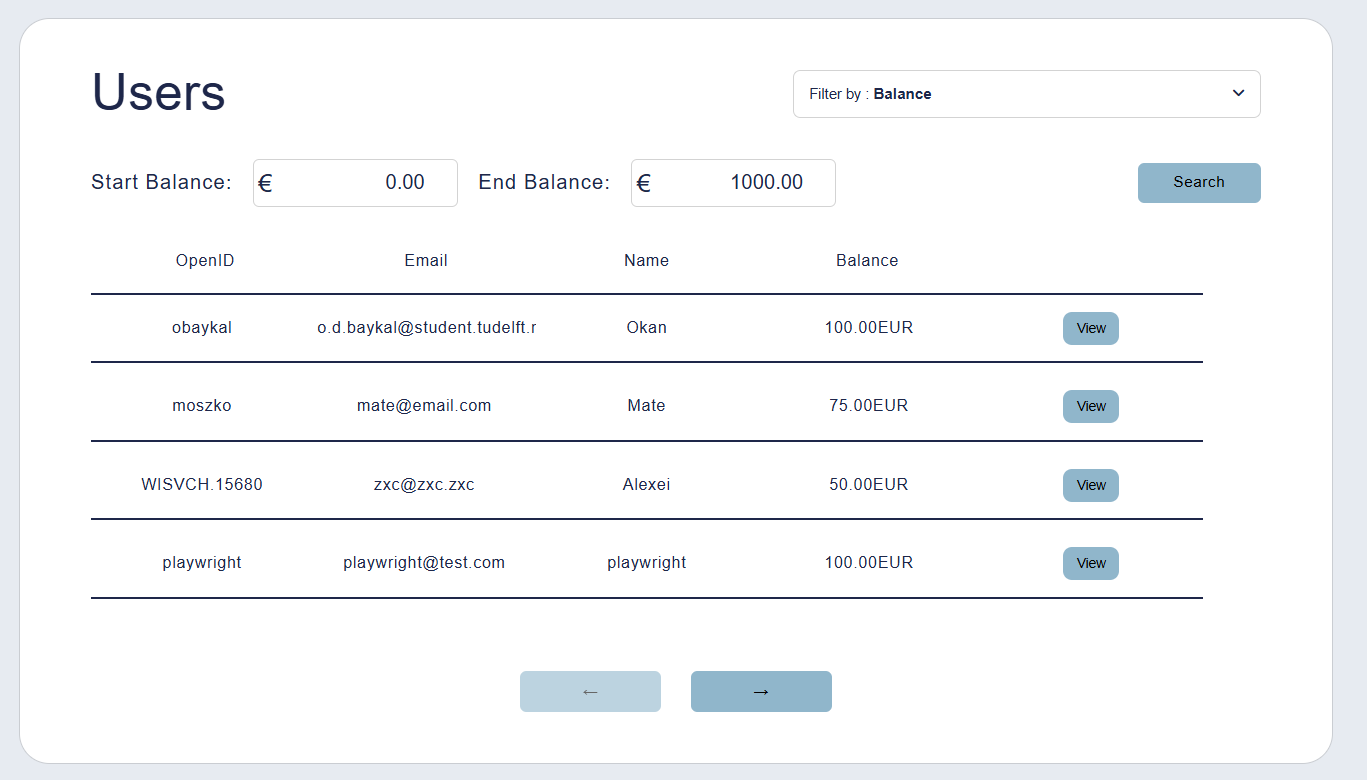 Users
Filter by : Balance
Start Balance: € 0.00 End Balance: € 1000.00 Search
OpenID Email Name Balance
obaykal o.d.baykal@student.tudelft.r Okan 100.00EUR View
moszko mate@email.com Mate 75.00EUR View
WISVCH.15680 zxc@zxc.zxc Alexei 50.00EUR View
playwright playwright@test.com playwright 100.00EUR View
← →